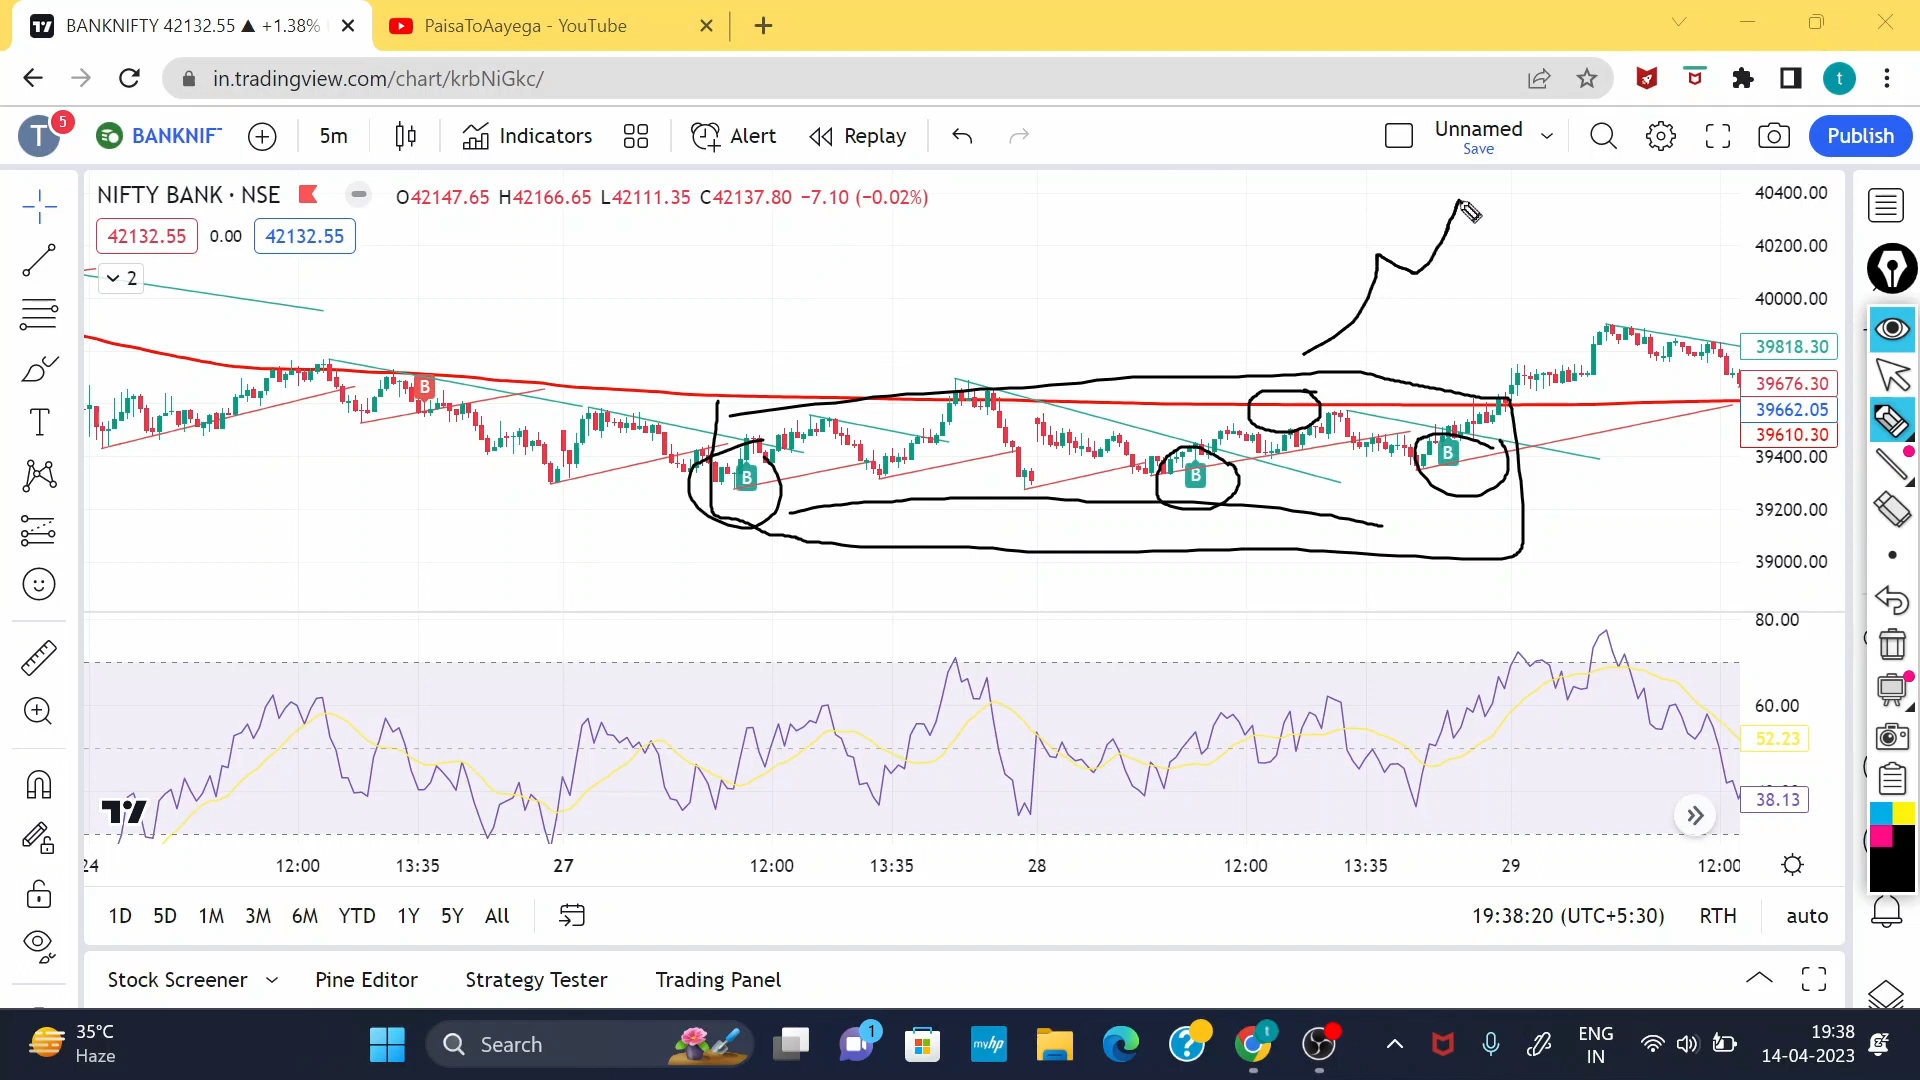 BANKNIFTY 42132.55 ▲ +1.38%
PaisaToAayega - YouTube
in.tradingview.com/chart/krbNiGkc/
t
T
5
BANKNIF
5m
Indicators
Alert
Replay
Unnamed
Save
Publish
NIFTY BANK · NSE
O42147.65 H42166.65 L42111.35 C42137.80 −7.10 (−0.02%)
42132.55
0.00
42132.55
2
B
B
B
B
40400.00
40200.00
40000.00
39818.30
39676.30
39662.05
39610.30
39400.00
39200.00
39000.00
80.00
60.00
52.23
38.13
24 12:00 13:35 27 12:00 13:35 28 12:00 13:35 29 12:00
1D 5D 1M 3M 6M YTD 1Y 5Y All
19:38:20 (UTC+5:30) RTH auto
Stock Screener Pine Editor Strategy Tester Trading Panel
35°C
Haze
Search
1
myhp
t
ENG
IN
19:38
14-04-2023